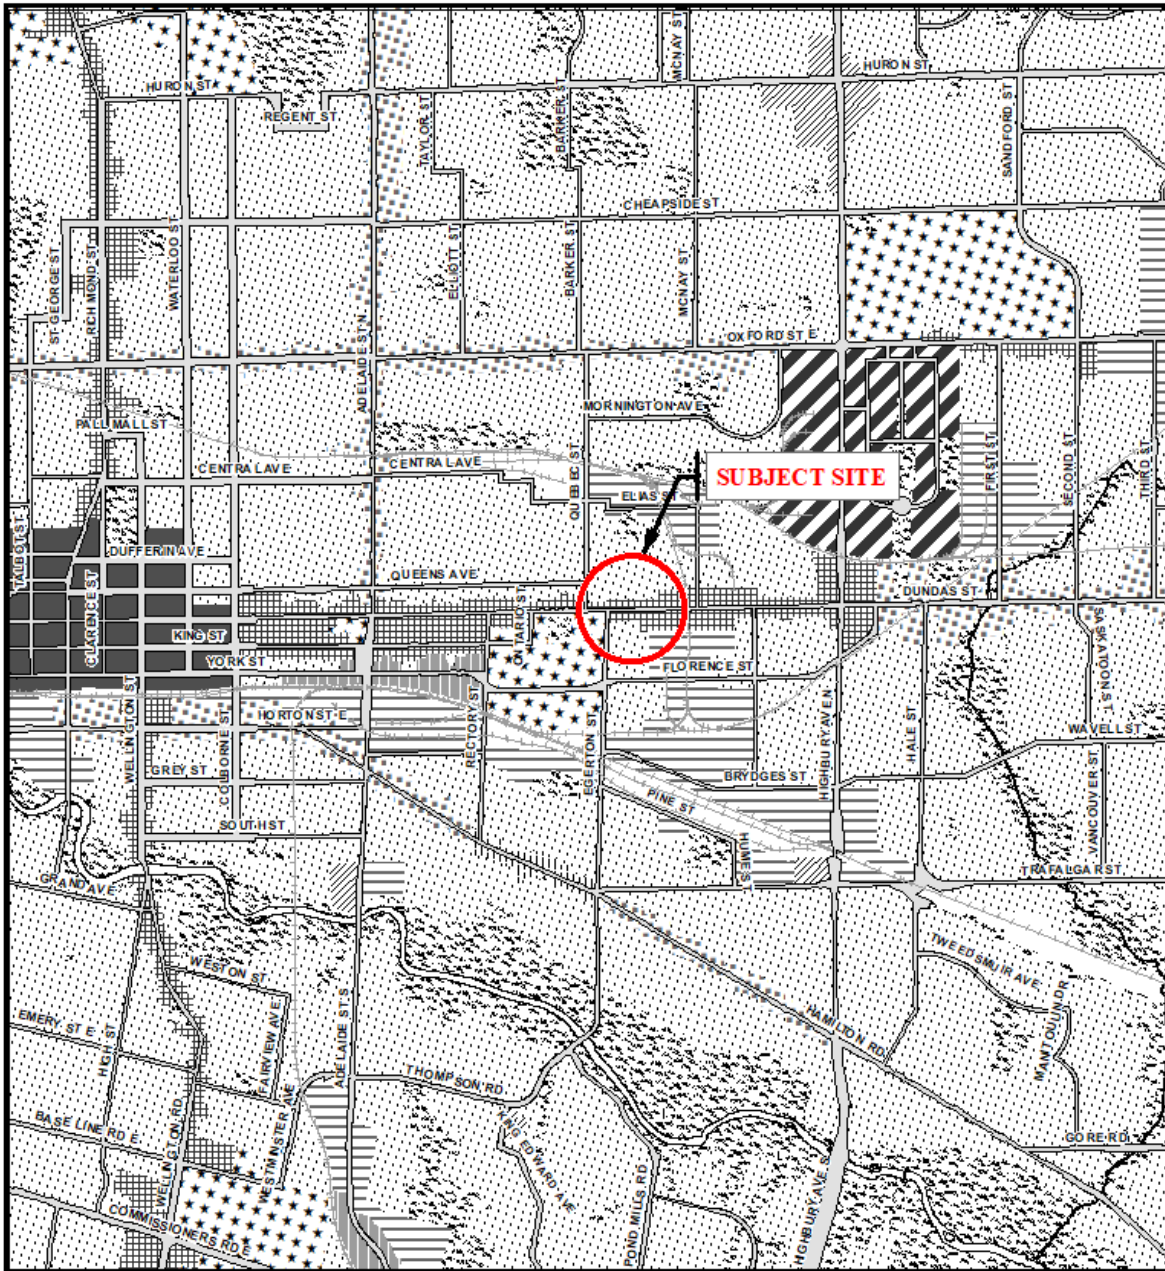 MCNAY ST
HURON ST
HURON ST
REGENT ST
TAYLOR ST
BARKER ST
SANDFORD ST
CHEAPSIDE ST
ST GEORGE ST
RICHMOND ST
WATERLOO ST
ELLIOTT ST
BARKER ST
MCNAY ST
OXFORD ST E
ADELAIDE ST N
MORNINGTON AVE
PALL MALL ST
CENTRAL AVE
CENTRAL AVE
QUEBEC ST
ELIAS ST
SUBJECT SITE
FIRST ST
SECOND ST
THIRD ST
TALBOT ST
DUFFERIN AVE
QUEENS AVE
DUNDAS ST
CLARENCE ST
KING ST
ONTARIO ST
YORK ST
FLORENCE ST
SASKATOON ST
WELLINGTON ST
COLBORNE ST
HORTON ST E
RECTORY ST
EGERTON ST
HIGHBURY AVE N
HALE ST
WAVELL ST
GREY ST
BRYDGES ST
PINE ST
VANCOUVER ST
SOUTH ST
HUME ST
TRAFALGAR ST
GRAND AVE
WESTON ST
TWEEDSMUIR AVE
EMERY ST E
HIGH ST
FAIRVIEW AVE
ADELAIDE ST S
HAMILTON RD
MANITOULIN DR
THOMPSON RD
BASE LINE RD E
WELLINGTON RD
WESTMINSTER AVE
KING EDWARD AVE
POND MILLS RD
HIGHBURY AVE S
GORE RD
COMMISSIONERS RD E